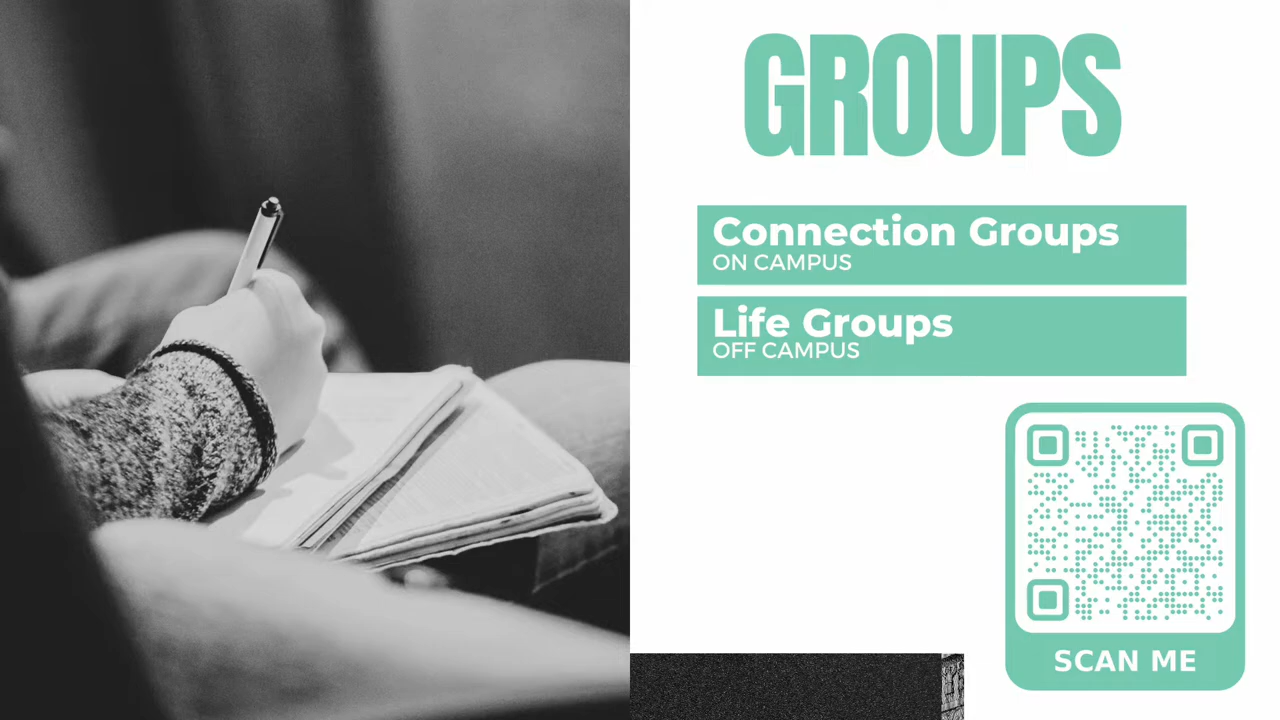 GROUPS
Connection Groups
ON CAMPUS
Life Groups
OFF CAMPUS
SCAN ME